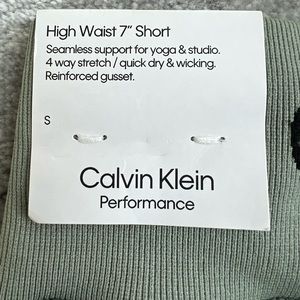 High Waist 7" Short
Seamless support for yoga & studio.
4 way stretch / quick dry & wicking.
Reinforced gusset.
S
Calvin Klein
Performance